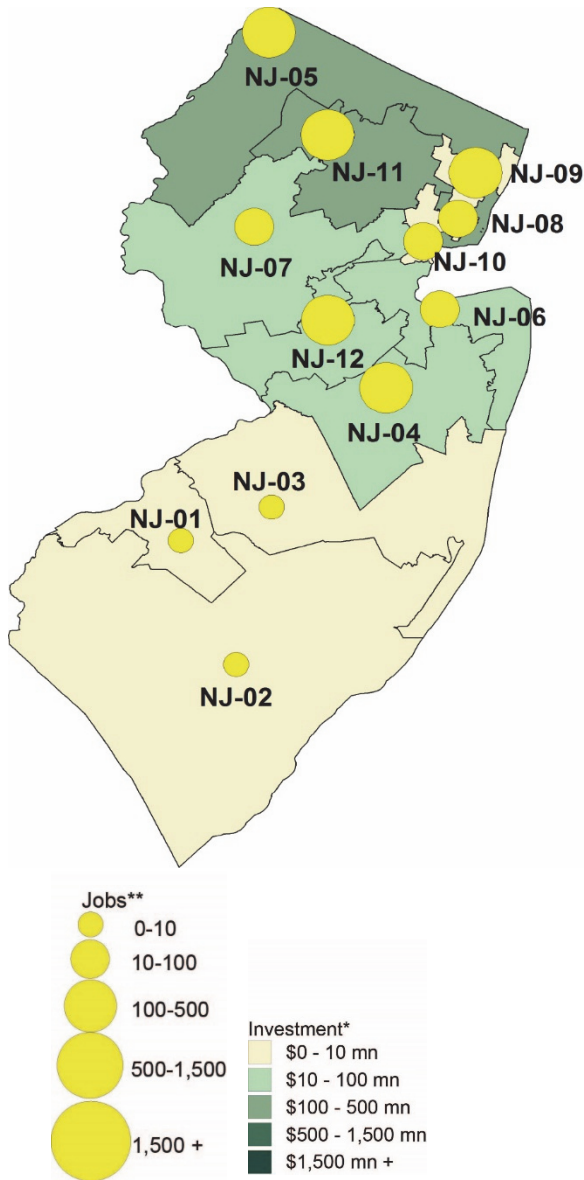 NJ-05
NJ-11
NJ-09
NJ-08
NJ-07
NJ-10
NJ-06
NJ-12
NJ-04
NJ-03
NJ-01
NJ-02
Jobs**
0-10
10-100
100-500
500-1,500
1,500 +
Investment*
$0 - 10 mn
$10 - 100 mn
$100 - 500 mn
$500 - 1,500 mn
$1,500 mn +